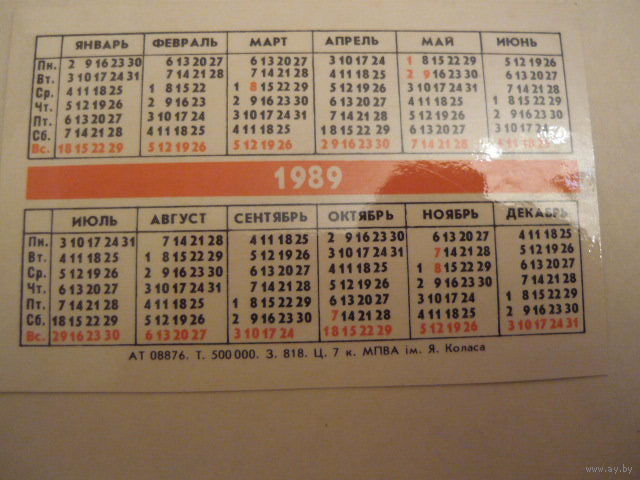 ЯНВАРЬ ФЕВРАЛЬ МАРТ АПРЕЛЬ МАЙ ИЮНЬ
Пн. 2 9 16 23 30 6 13 20 27 6 13 20 27 3 10 17 24 1 8 15 22 29 5 12 19 26
Вт. 3 10 17 24 31 7 14 21 28 7 14 21 28 4 11 18 25 2 9 16 23 30 6 13 20 27
Ср. 4 11 18 25 1 8 15 22 1 8 15 22 29 5 12 19 26 3 10 17 24 31 7 14 21 28
Чт. 5 12 19 26 2 9 16 23 2 9 16 23 30 6 13 20 27 4 11 18 25 1 8 15 22 29
Пт. 6 13 20 27 3 10 17 24 3 10 17 24 31 7 14 21 28 5 12 19 26 2 9 16 23 30
Сб. 7 14 21 28 4 11 18 25 4 11 18 25 1 8 15 22 29 6 13 20 27 3 10 17 24
Вс. 1 8 15 22 29 5 12 19 26 5 12 19 26 2 9 16 23 30 7 14 21 28 4 11 18 25
1989
ИЮЛЬ АВГУСТ СЕНТЯБРЬ ОКТЯБРЬ НОЯБРЬ ДЕКАБРЬ
Пн. 3 10 17 24 31 7 14 21 28 4 11 18 25 2 9 16 23 30 6 13 20 27 4 11 18 25
Вт. 4 11 18 25 1 8 15 22 29 5 12 19 26 3 10 17 24 31 7 14 21 28 5 12 19 26
Ср. 5 12 19 26 2 9 16 23 30 6 13 20 27 4 11 18 25 1 8 15 22 29 6 13 20 27
Чт. 6 13 20 27 3 10 17 24 31 7 14 21 28 5 12 19 26 2 9 16 23 30 7 14 21 28
Пт. 7 14 21 28 4 11 18 25 1 8 15 22 29 6 13 20 27 3 10 17 24 1 8 15 22 29
Сб. 1 8 15 22 29 5 12 19 26 2 9 16 23 30 7 14 21 28 4 11 18 25 2 9 16 23 30
Вс. 2 9 16 23 30 6 13 20 27 3 10 17 24 1 8 15 22 29 5 12 19 26 3 10 17 24 31
АТ 08876. Т. 500 000. З. 818. Ц. 7 к. МПВА ім. Я. Коласа
www.ay.by